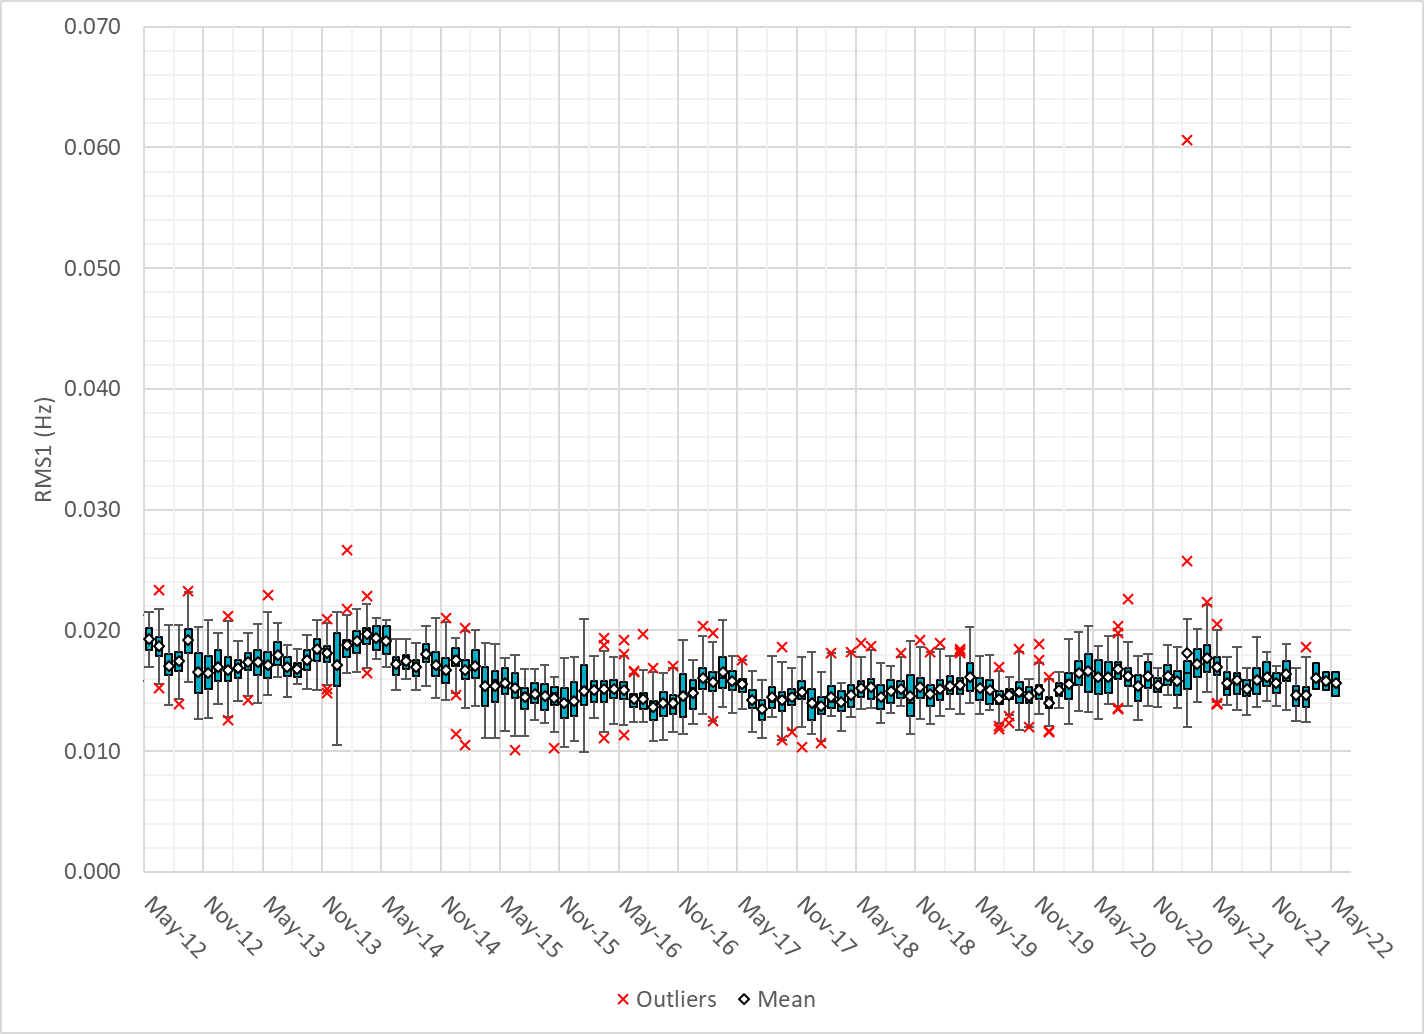 0.070
0.060
0.050
0.040
0.030
0.020
0.010
0.000
RMS1 (Hz)
May-12 Nov-12 May-13 Nov-13 May-14 Nov-14 May-15 Nov-15 May-16 Nov-16 May-17 Nov-17 May-18 Nov-18 May-19 Nov-19 May-20 Nov-20 May-21 Nov-21 May-22
Outliers Mean